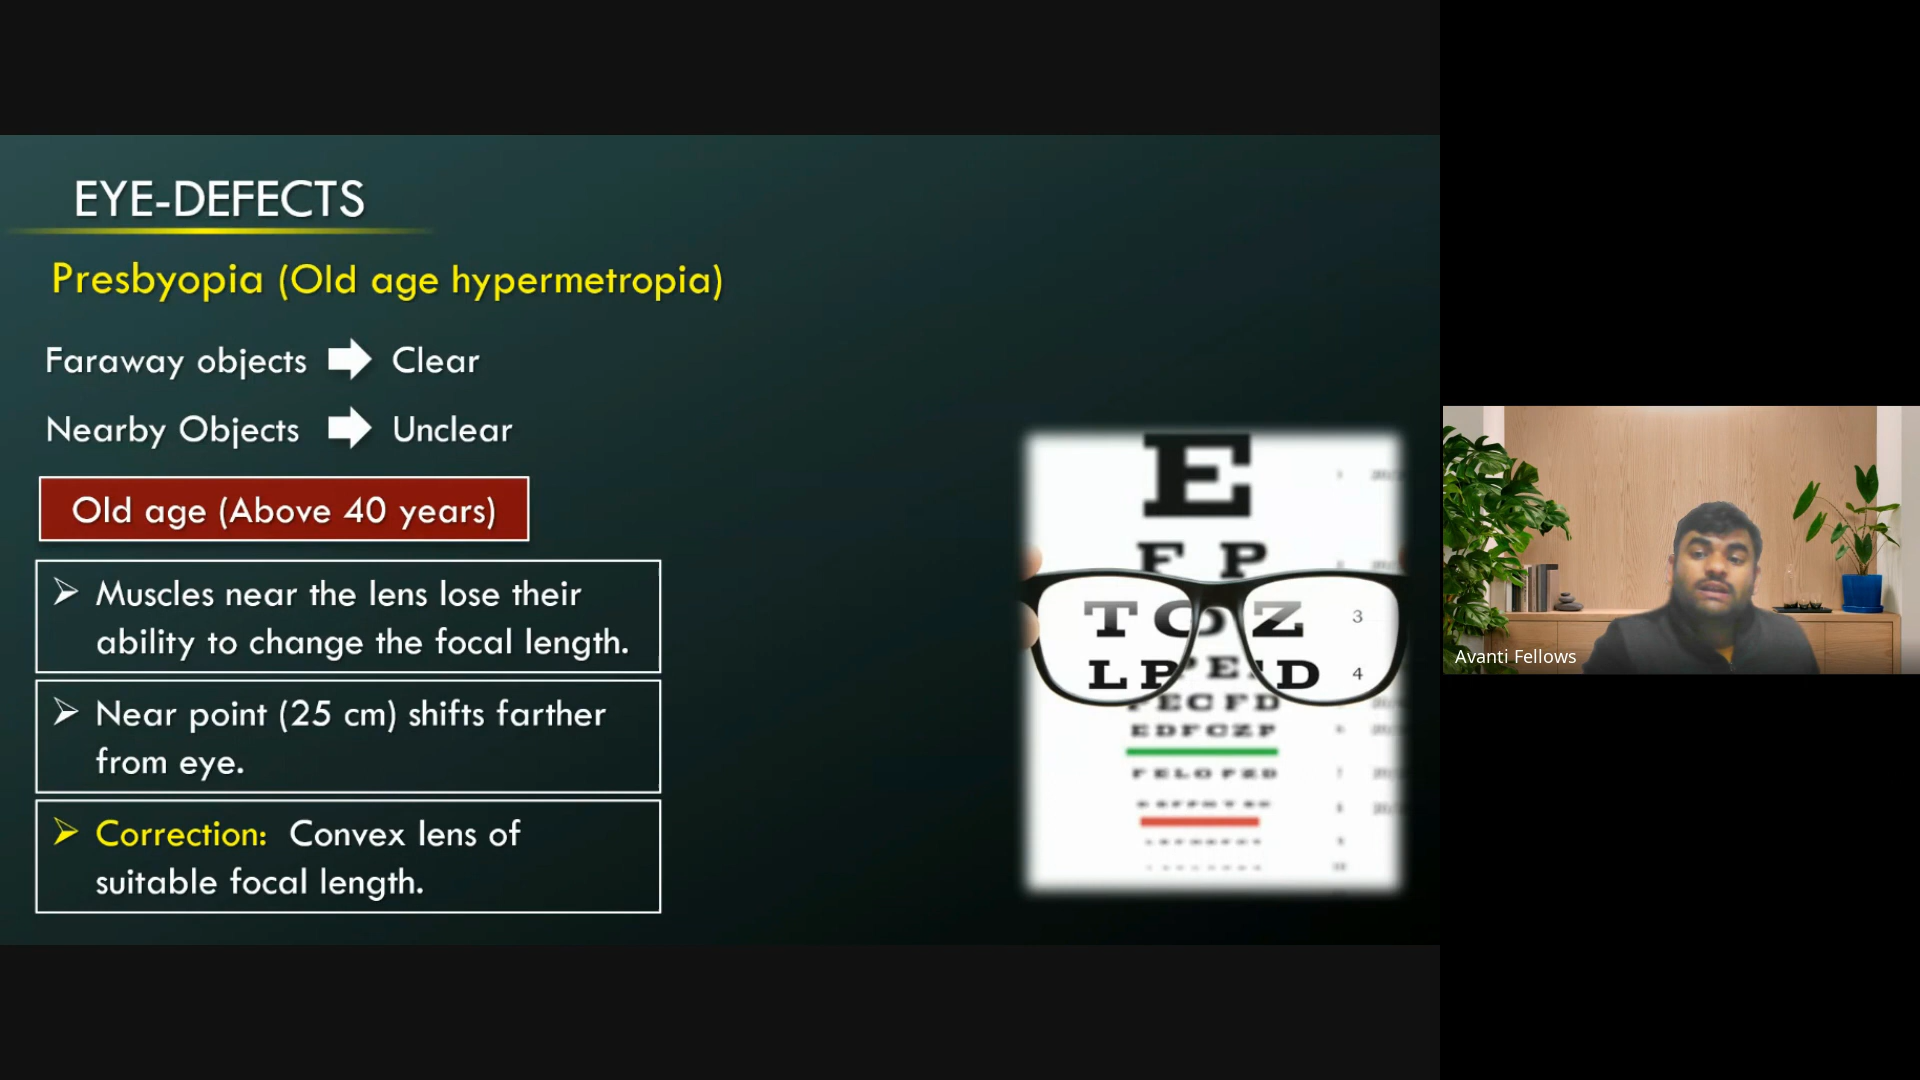 EYE-DEFECTS
Presbyopia (Old age hypermetropia)
Faraway objects Clear
Nearby Objects Unclear
Old age (Above 40 years)
Muscles near the lens lose their
ability to change the focal length.
Near point (25 cm) shifts farther
from eye.
Correction: Convex lens of
suitable focal length.
E
F P
T O Z 3
L P E D 4
P E C F D
E D F C Z P
F E L O P Z D
Avanti Fellows